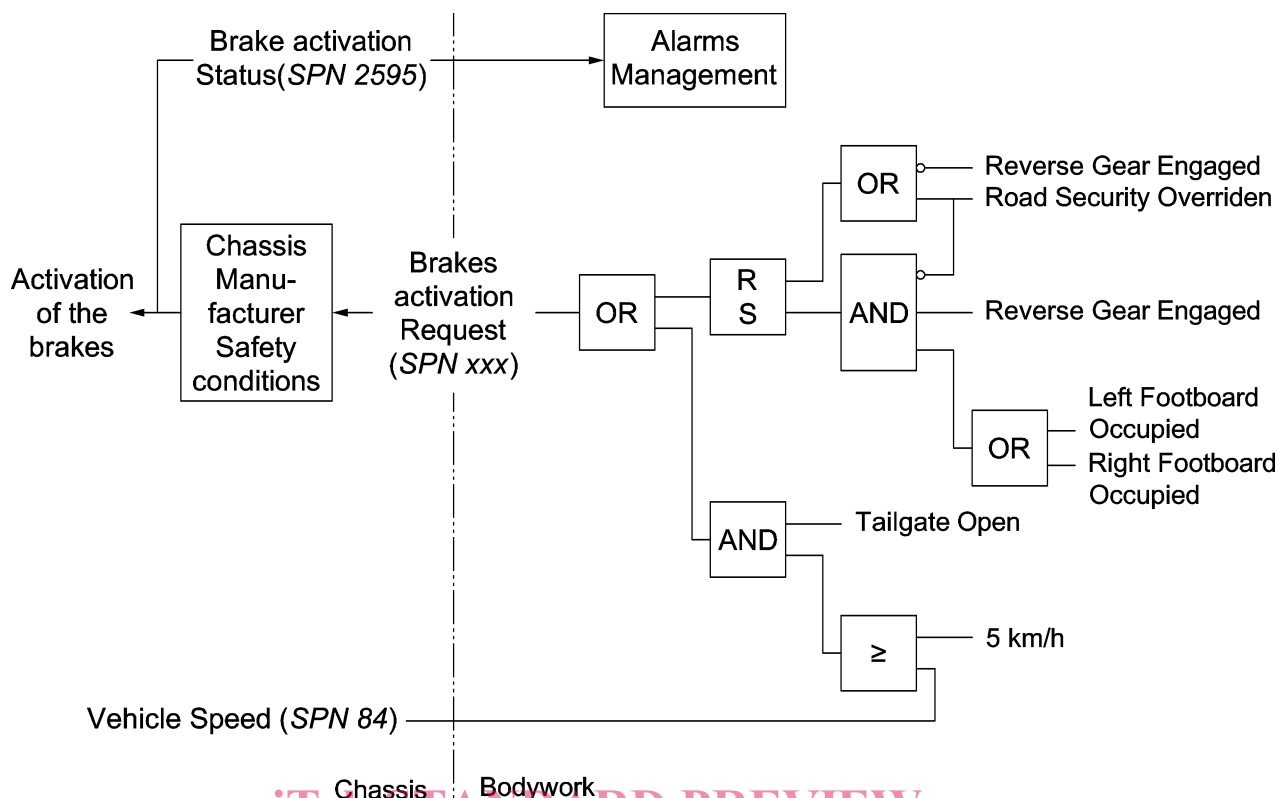 Brake activation
Status(SPN 2595)
Alarms
Management
OR
Reverse Gear Engaged
Road Security Overriden
Activation
of the
brakes
Chassis
Manu-
facturer
Safety
conditions
Brakes
activation
Request
(SPN xxx)
OR
R
S
AND
Reverse Gear Engaged
OR
Left Footboard
Occupied
Right Footboard
Occupied
AND
Tailgate Open
≥
5 km/h
Vehicle Speed (SPN 84)
Chassis
Bodywork
STANDARD PREVIEW